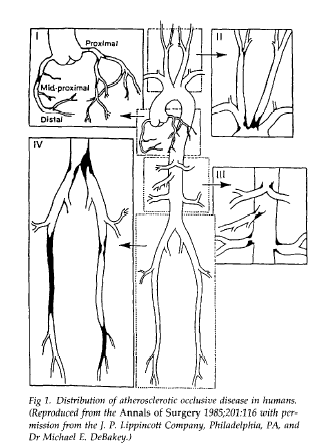 I
Proximal
Mid-proximal
Distal
II
III
IV
Fig 1. Distribution of atherosclerotic occlusive disease in humans.
(Reproduced from the Annals of Surgery 1985;201:116 with per-
mission from the J. P. Lippincott Company, Philadelphia, PA, and
Dr Michael E. DeBakey.)